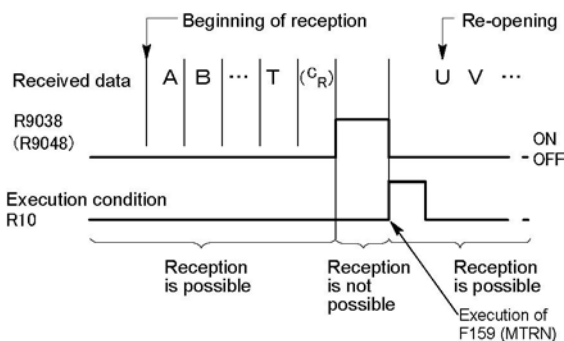 Beginning of reception
Re-opening
Received data A B ... T (CR) U V ...
R9038
(R9048)
ON
OFF
Execution condition
R10
Reception is possible
Reception is not possible
Reception is possible
Execution of
F159 (MTRN)